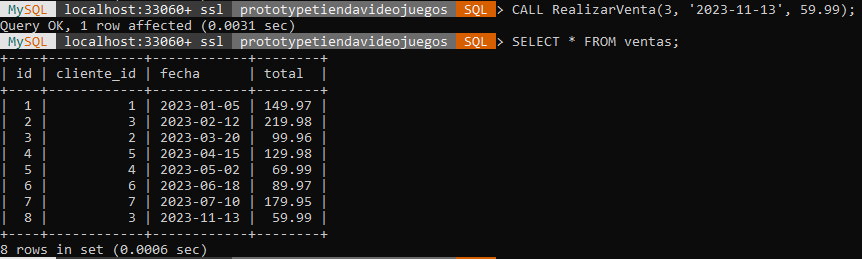 MySQL localhost:33060+ ssl prototypetiendavideojuegos SQL > CALL RealizarVenta(3, '2023-11-13', 59.99);
Query OK, 1 row affected (0.0031 sec)
MySQL localhost:33060+ ssl prototypetiendavideojuegos SQL > SELECT * FROM ventas;
+----+------------+------------+--------+
| id | cliente_id | fecha      | total  |
+----+------------+------------+--------+
|  1 |          1 | 2023-01-05 | 149.97 |
|  2 |          3 | 2023-02-12 | 219.98 |
|  3 |          2 | 2023-03-20 |  99.96 |
|  4 |          5 | 2023-04-15 | 129.98 |
|  5 |          4 | 2023-05-02 |  69.99 |
|  6 |          6 | 2023-06-18 |  89.97 |
|  7 |          7 | 2023-07-10 | 179.95 |
|  8 |          3 | 2023-11-13 |  59.99 |
+----+------------+------------+--------+
8 rows in set (0.0006 sec)